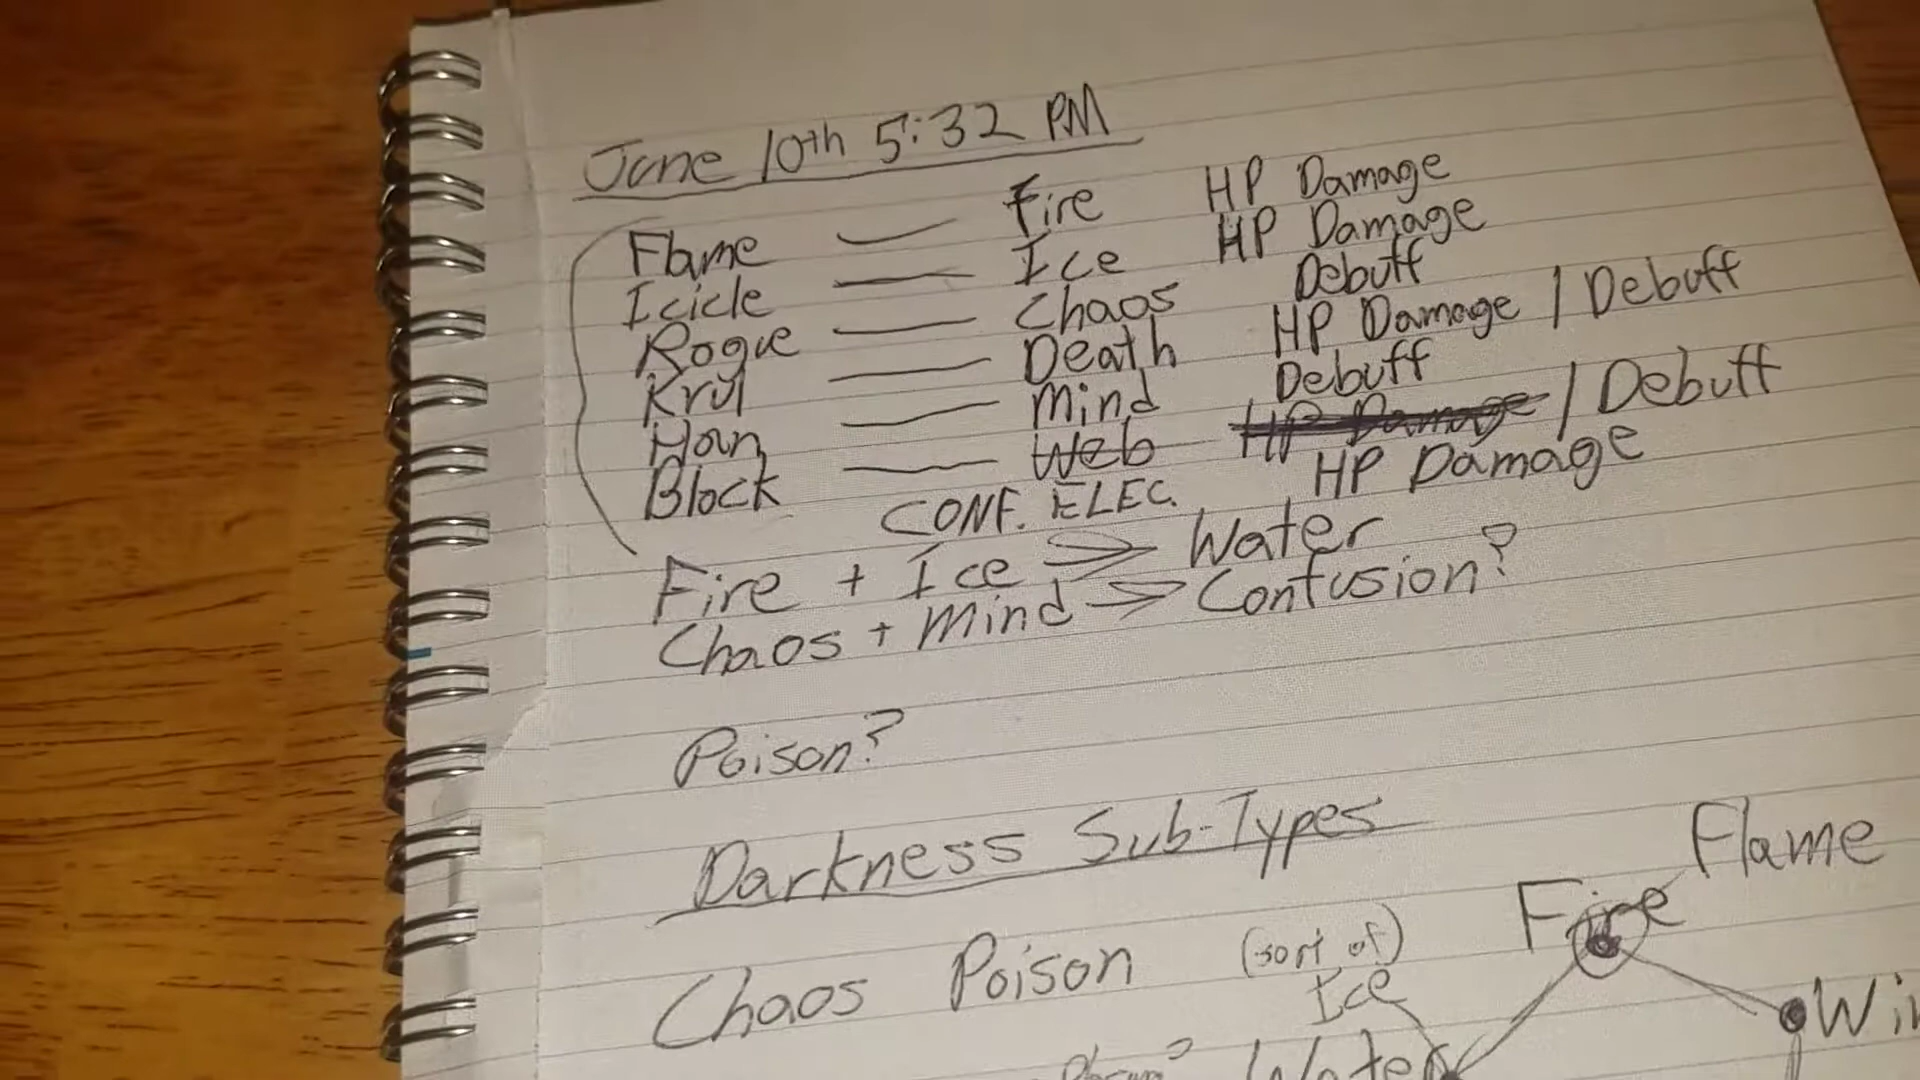 June 10th 5:32 PM
Flame — Fire HP Damage
Icicle — Ice HP Damage
Rogue — Chaos Debuff
Krul — Death HP Damage / Debuff
Horn — Mind Debuff
Block — Web HP Damage / Debuff
CONF. ELEC. HP Damage
Fire + Ice => Water
Chaos + Mind => Confusion?
Poison?
Darkness Sub-Types
Flame
Fire
Chaos Poison (sort of)
Ice
Water